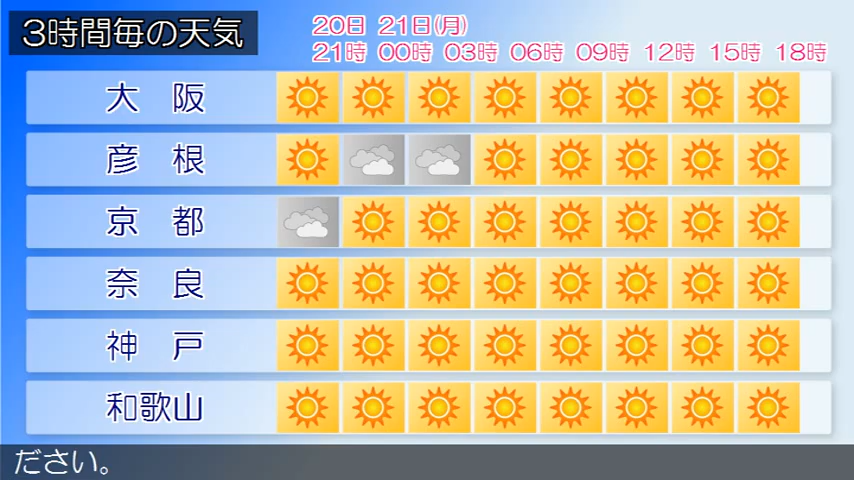 3時間毎の天気
20日 21日(月)
21時 00時 03時 06時 09時 12時 15時 18時
大 阪
彦 根
京 都
奈 良
神 戸
和歌山
ださい。